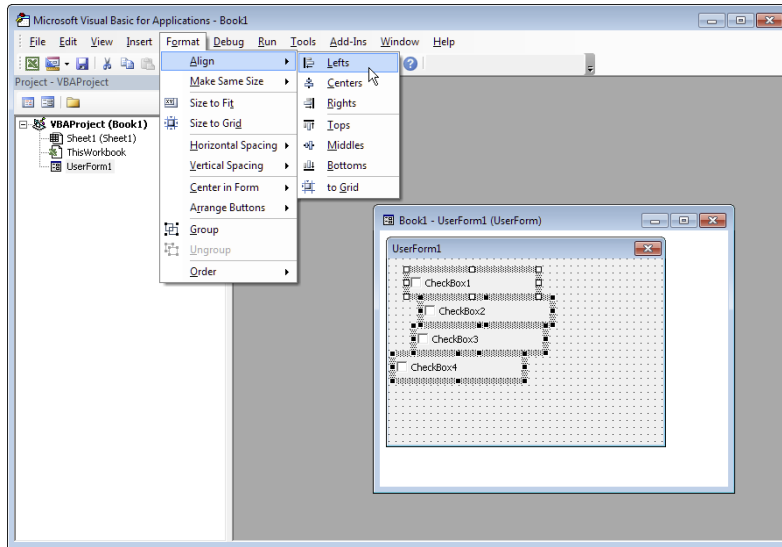 Microsoft Visual Basic for Applications - Book1
File Edit View Insert Format Debug Run Tools Add-Ins Window Help
Project - VBAProject
VBAProject (Book1)
Sheet1 (Sheet1)
ThisWorkbook
UserForm1
Align
Make Same Size
Size to Fit
Size to Grid
Horizontal Spacing
Vertical Spacing
Center in Form
Arrange Buttons
Group
Ungroup
Order
Lefts
Centers
Rights
Tops
Middles
Bottoms
to Grid
Book1 - UserForm1 (UserForm)
UserForm1
CheckBox1
CheckBox2
CheckBox3
CheckBox4